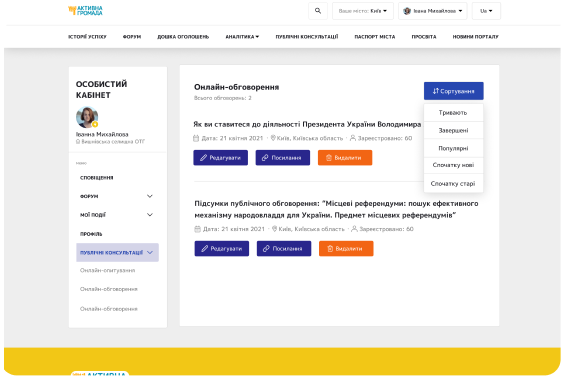 АКТИВНА
ГРОМАДА
Ваше місто: Київ
Івана Михайлова
Ua
ІСТОРІЇ УСПІХУ
ФОРУМ
ДОШКА ОГОЛОШЕНЬ
АНАЛІТИКА
ПУБЛІЧНІ КОНСУЛЬТАЦІЇ
ПАСПОРТ МІСТА
ПРОСВІТА
НОВИНИ ПОРТАЛУ
ОСОБИСТИЙ
КАБІНЕТ
Іванна Михайлова
Вишнівська селищна ОТГ
СПОВІЩЕННЯ
ФОРУМ
МОЇ ПОДІЇ
ПРОФІЛЬ
ПУБЛІЧНІ КОНСУЛЬТАЦІЇ
Онлайн-опитування
Онлайн-обговорення
Онлайн-обговорення
Онлайн-обговорення
Всього обговорень: 2
Сортування
Тривають
Завершені
Популярні
Спочатку нові
Спочатку старі
Як ви ставитеся до діяльності Президента України Володимира
Дата: 21 квітня 2021 · Київ, Київська область · Зареєстровано: 60
Редагувати
Посилання
Видалити
Підсумки публічного обговорення: “Місцеві референдуми: пошук ефективного
механізму народовладдя для України. Предмет місцевих референдумів”
Дата: 21 квітня 2021 · Київ, Київська область · Зареєстровано: 60
Редагувати
Посилання
Видалити
АКТИВНА